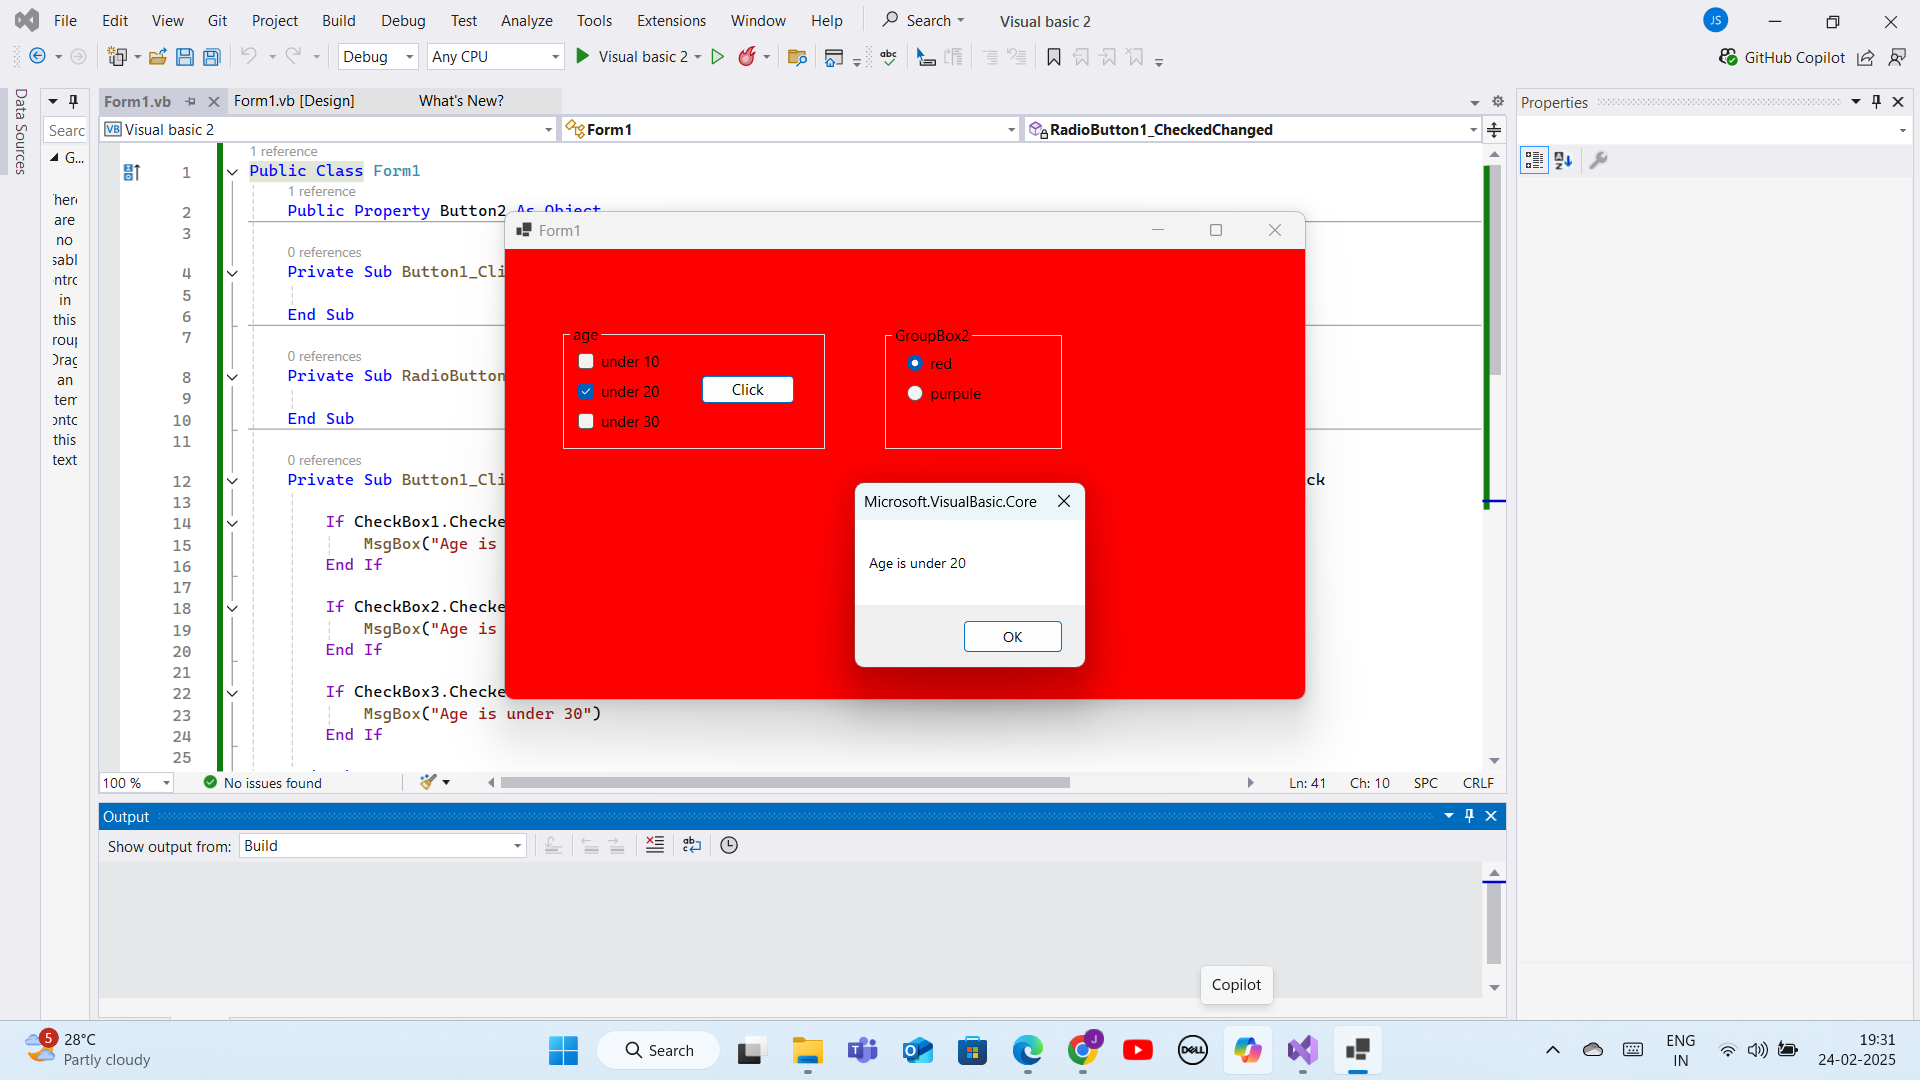 File Edit View Git Project Build Debug Test Analyze Tools Extensions Window Help Search Visual basic 2 JS
Debug Any CPU Visual basic 2 abc GitHub Copilot
Data Sources
Searc
G...
are
no
in
this
an
this
text
Form1.vb Form1.vb [Design] What's New?
VB Visual basic 2 Form1 RadioButton1_CheckedChanged
1 reference
1 Public Class Form1
1 reference
2 Public Property Button2 As Object
3
0 references
4 Private Sub Button1_Cli
5
6 End Sub
7
0 references
8 Private Sub RadioButton
9
10 End Sub
11
0 references
12 Private Sub Button1_Cli ck
13
14 If CheckBox1.Checke
15 MsgBox("Age is
16 End If
17
18 If CheckBox2.Checke
19 MsgBox("Age is
20 End If
21
22 If CheckBox3.Checke
23 MsgBox("Age is under 30")
24 End If
25
Form1
age
under 10
under 20
under 30
Click
GroupBox2
red
purpule
Microsoft.VisualBasic.Core
Age is under 20
OK
Properties
100 % No issues found Ln: 41 Ch: 10 SPC CRLF
Output
Show output from: Build
Copilot
5 28°C
Partly cloudy
Search
J
DELL
ENG
IN
19:31
24-02-2025